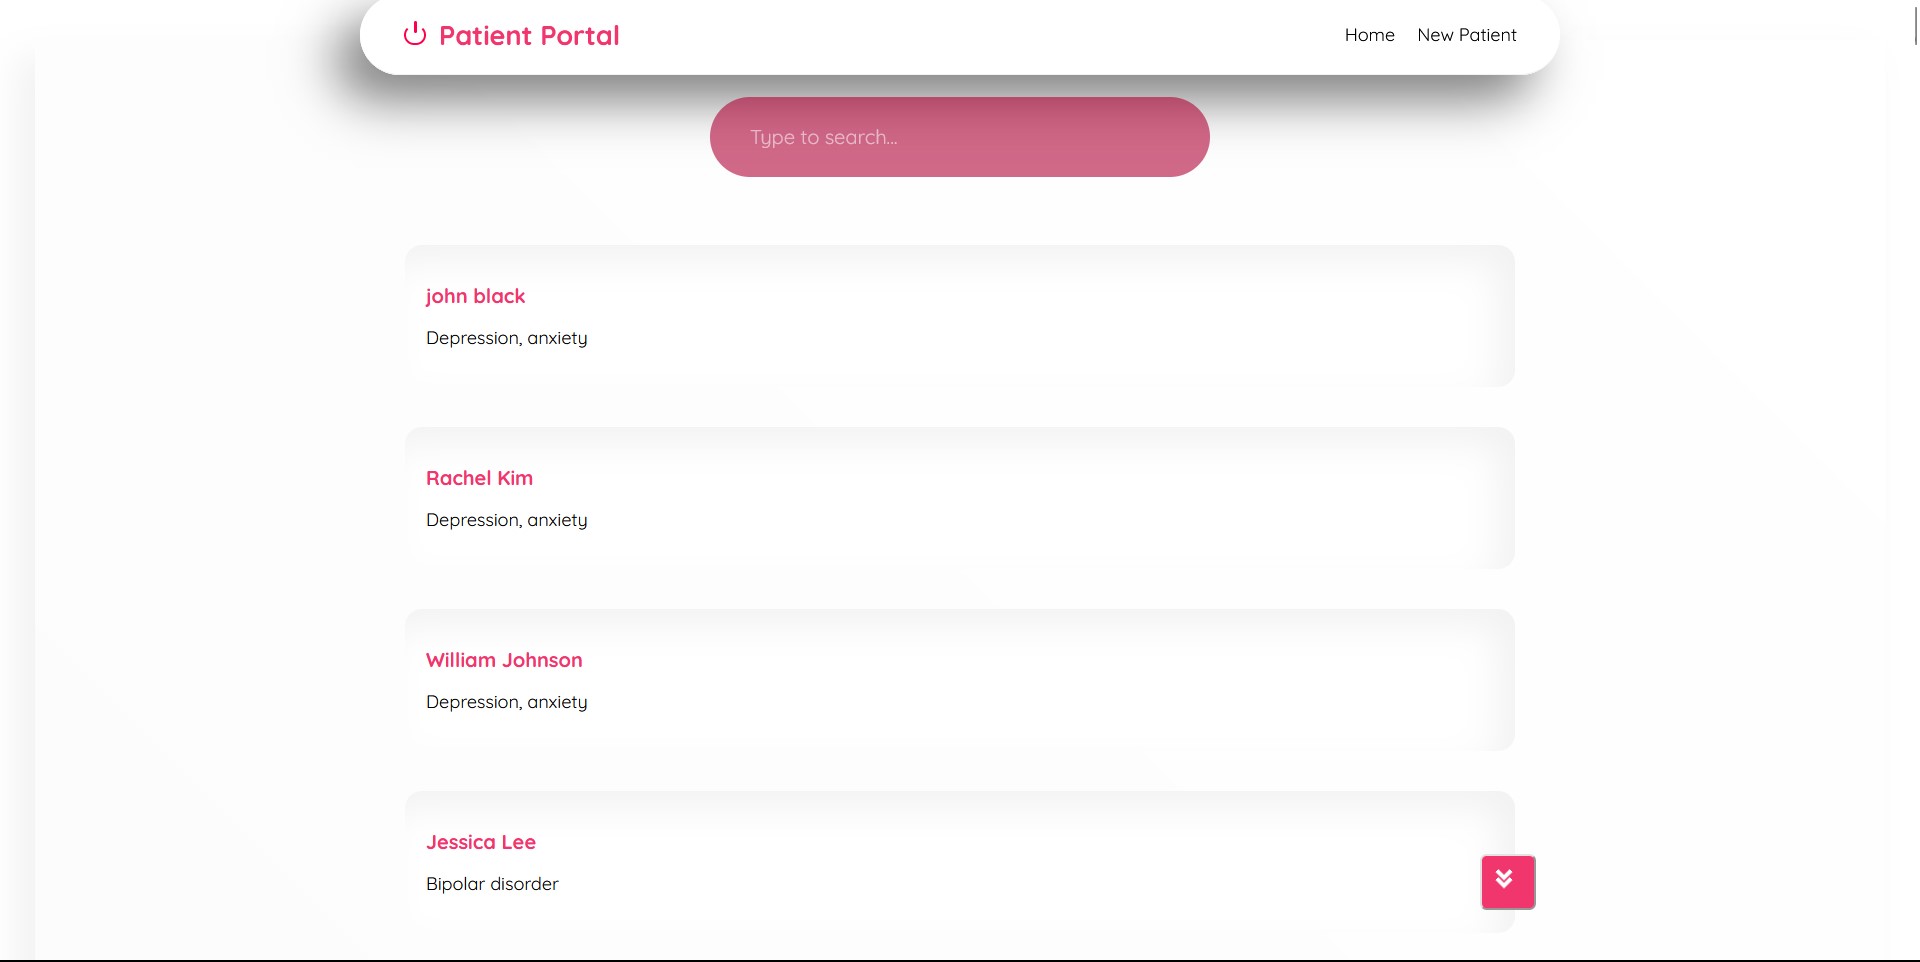 Patient Portal
Home New Patient
Type to search...
john black
Depression, anxiety
Rachel Kim
Depression, anxiety
William Johnson
Depression, anxiety
Jessica Lee
Bipolar disorder